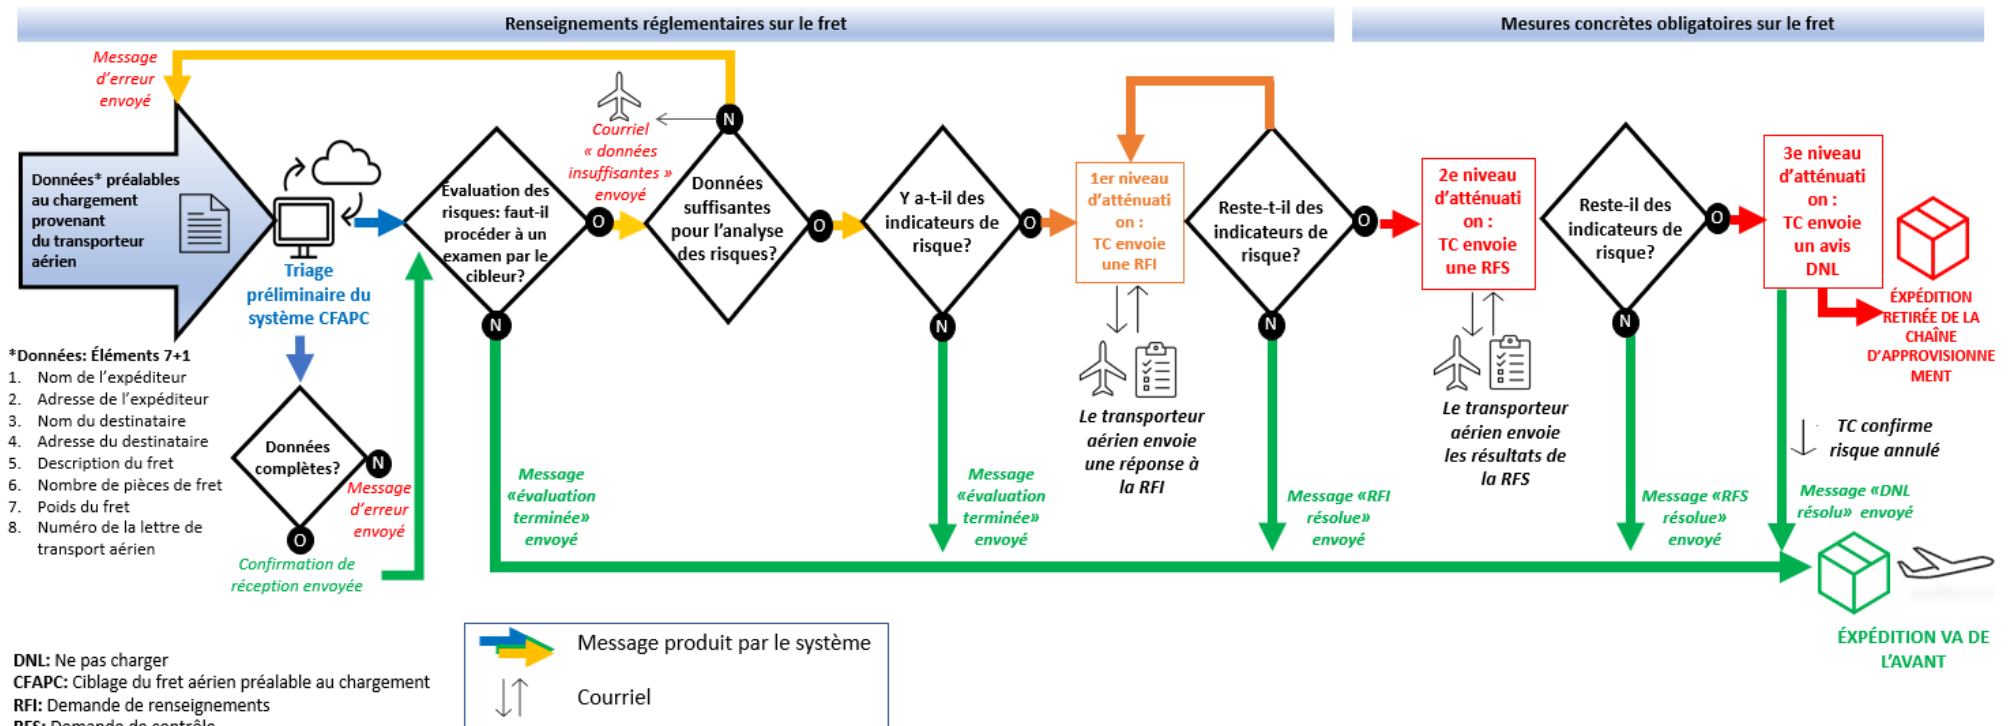 Renseignements réglementaires sur le fret
Mesures concrètes obligatoires sur le fret
Message
d'erreur
envoyé
Données* préalables
au chargement
provenant
du transporteur
aérien
Triage
préliminaire du
système CFAPC
Évaluation des
risques: faut-il
procéder à un
examen par le
cibleur?
O
N
Courriel
« données
insuffisantes »
envoyé
N
Données
suffisantes
pour l'analyse
des risques?
O
Y a-t-il des
indicateurs de
risque?
O
N
1er niveau
d'atténuati
on :
TC envoie
une RFI
Reste-t-il des
indicateurs de
risque?
O
N
2e niveau
d'atténuati
on :
TC envoie
une RFS
Reste-il des
indicateurs de
risque?
O
N
3e niveau
d'atténuati
on :
TC envoie
un avis
DNL
ÉXPÉDITION
RETIRÉE DE LA
CHAÎNE
D'APPROVISIONNE
MENT
*Données: Éléments 7+1
1. Nom de l'expéditeur
2. Adresse de l'expéditeur
3. Nom du destinataire
4. Adresse du destinataire
5. Description du fret
6. Nombre de pièces de fret
7. Poids du fret
8. Numéro de la lettre de
transport aérien
Données
complètes?
N
Message
d'erreur
envoyé
O
Confirmation de
réception envoyée
Message
«évaluation
terminée»
envoyé
Message
«évaluation
terminée»
envoyé
Le transporteur
aérien envoie
une réponse à
la RFI
Message «RFI
résolue»
envoyé
Le transporteur
aérien envoie
les résultats de
la RFS
Message «RFS
résolue»
envoyé
TC confirme
risque annulé
Message «DNL
résolu» envoyé
ÉXPÉDITION VA DE
L'AVANT
DNL: Ne pas charger
CFAPC: Ciblage du fret aérien préalable au chargement
RFI: Demande de renseignements
RFS: Demande de contrôle
Message produit par le système
Courriel